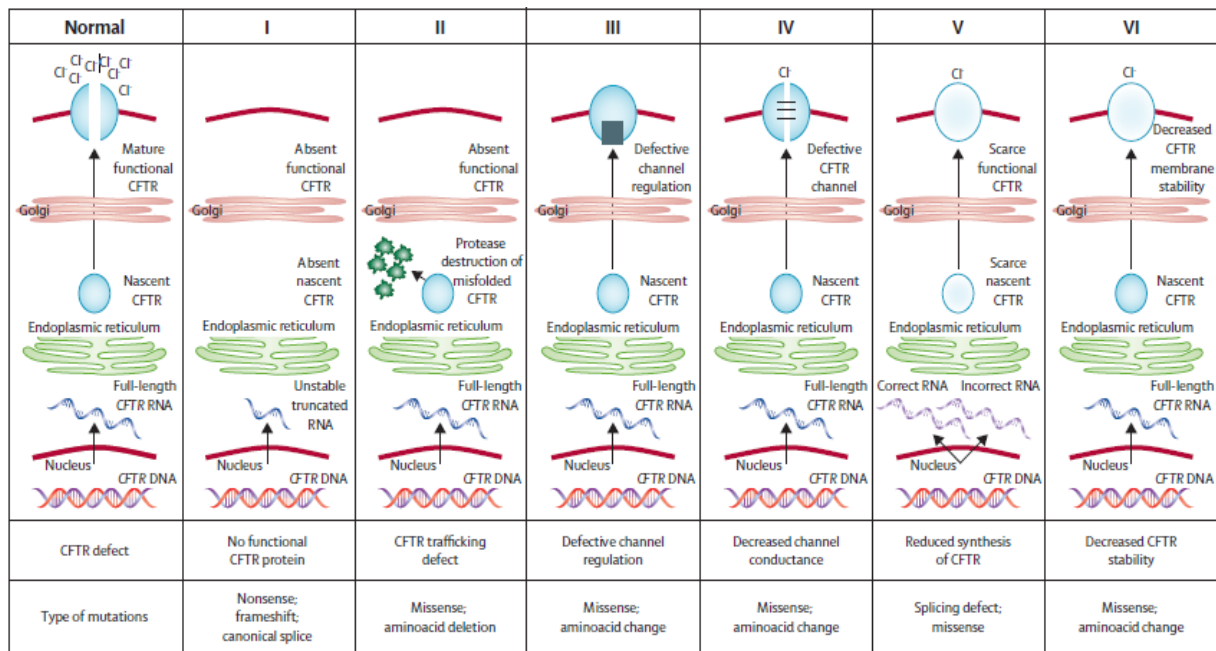 Normal
I
II
III
IV
V
VI
Cl⁻ Cl⁻ Cl⁻ Cl⁻ Cl⁻ Cl⁻ Cl⁻
Mature
functional
CFTR
Golgi
Nascent
CFTR
Endoplasmic reticulum
Full-length
CFTR RNA
Nucleus
CFTR DNA
Absent
functional
CFTR
Golgi
Absent
nascent
CFTR
Endoplasmic reticulum
Unstable
truncated
RNA
Nucleus
CFTR DNA
Absent
functional
CFTR
Golgi
Protease
destruction of
misfolded
CFTR
Endoplasmic reticulum
Full-length
CFTR RNA
Nucleus
CFTR DNA
Defective
channel
regulation
Golgi
Nascent
CFTR
Endoplasmic reticulum
Full-length
CFTR RNA
Nucleus
CFTR DNA
Cl⁻
Defective
CFTR
channel
Golgi
Nascent
CFTR
Endoplasmic reticulum
Full-length
CFTR RNA
Nucleus
CFTR DNA
Cl⁻
Scarce
functional
CFTR
Golgi
Scarce
nascent
CFTR
Endoplasmic reticulum
Correct RNA Incorrect RNA
Nucleus
CFTR DNA
Cl⁻
Decreased
CFTR
membrane
stability
Golgi
Nascent
CFTR
Endoplasmic reticulum
Full-length
CFTR RNA
Nucleus
CFTR DNA
CFTR defect
No functional
CFTR protein
CFTR trafficking
defect
Defective channel
regulation
Decreased channel
conductance
Reduced synthesis
of CFTR
Decreased CFTR
stability
Type of mutations
Nonsense;
frameshift;
canonical splice
Missense;
aminoacid deletion
Missense;
aminoacid change
Missense;
aminoacid change
Splicing defect;
missense
Missense;
aminoacid change